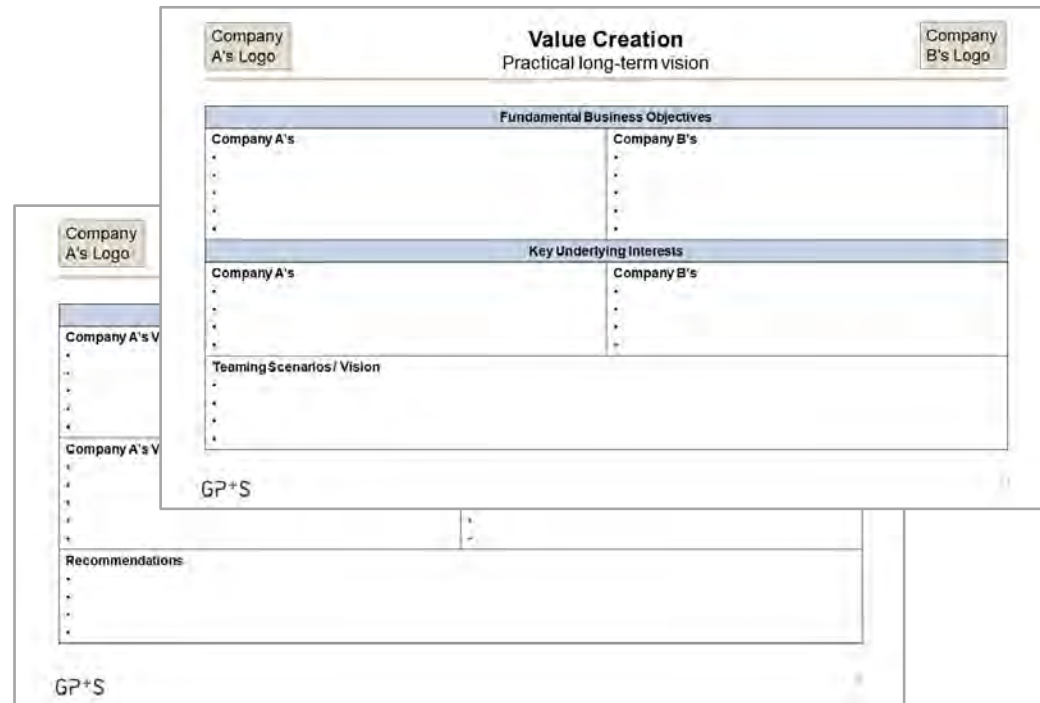 Company
A's Logo
Value Creation
Practical long-term vision
Company
B's Logo
Fundamental Business Objectives
Company A's
Company B's
Key Underlying Interests
Company A's
Company B's
Teaming Scenarios / Vision
GP+S
Company
A's Logo
Company A's V
Company A's V
Recommendations
GP+S